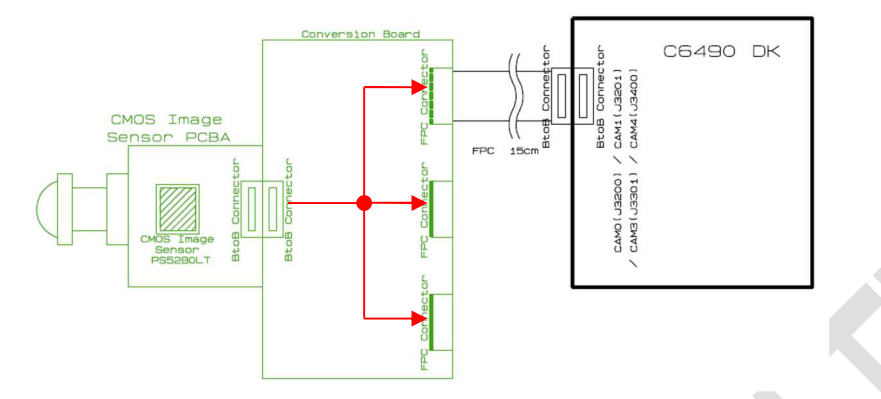 Conversion Board
C6490 DK
CMOS Image
Sensor PCBA
FPC Connector
BtoB Connector
BtoB Connector
CAM0(J3200) / CAM1(J3201)
/ CAM3(J3301) / CAM4(J3400)
FPC 15cm
BtoB Connector
BtoB Connector
FPC Connector
CMOS Image
Sensor
PS5280LT
FPC Connector